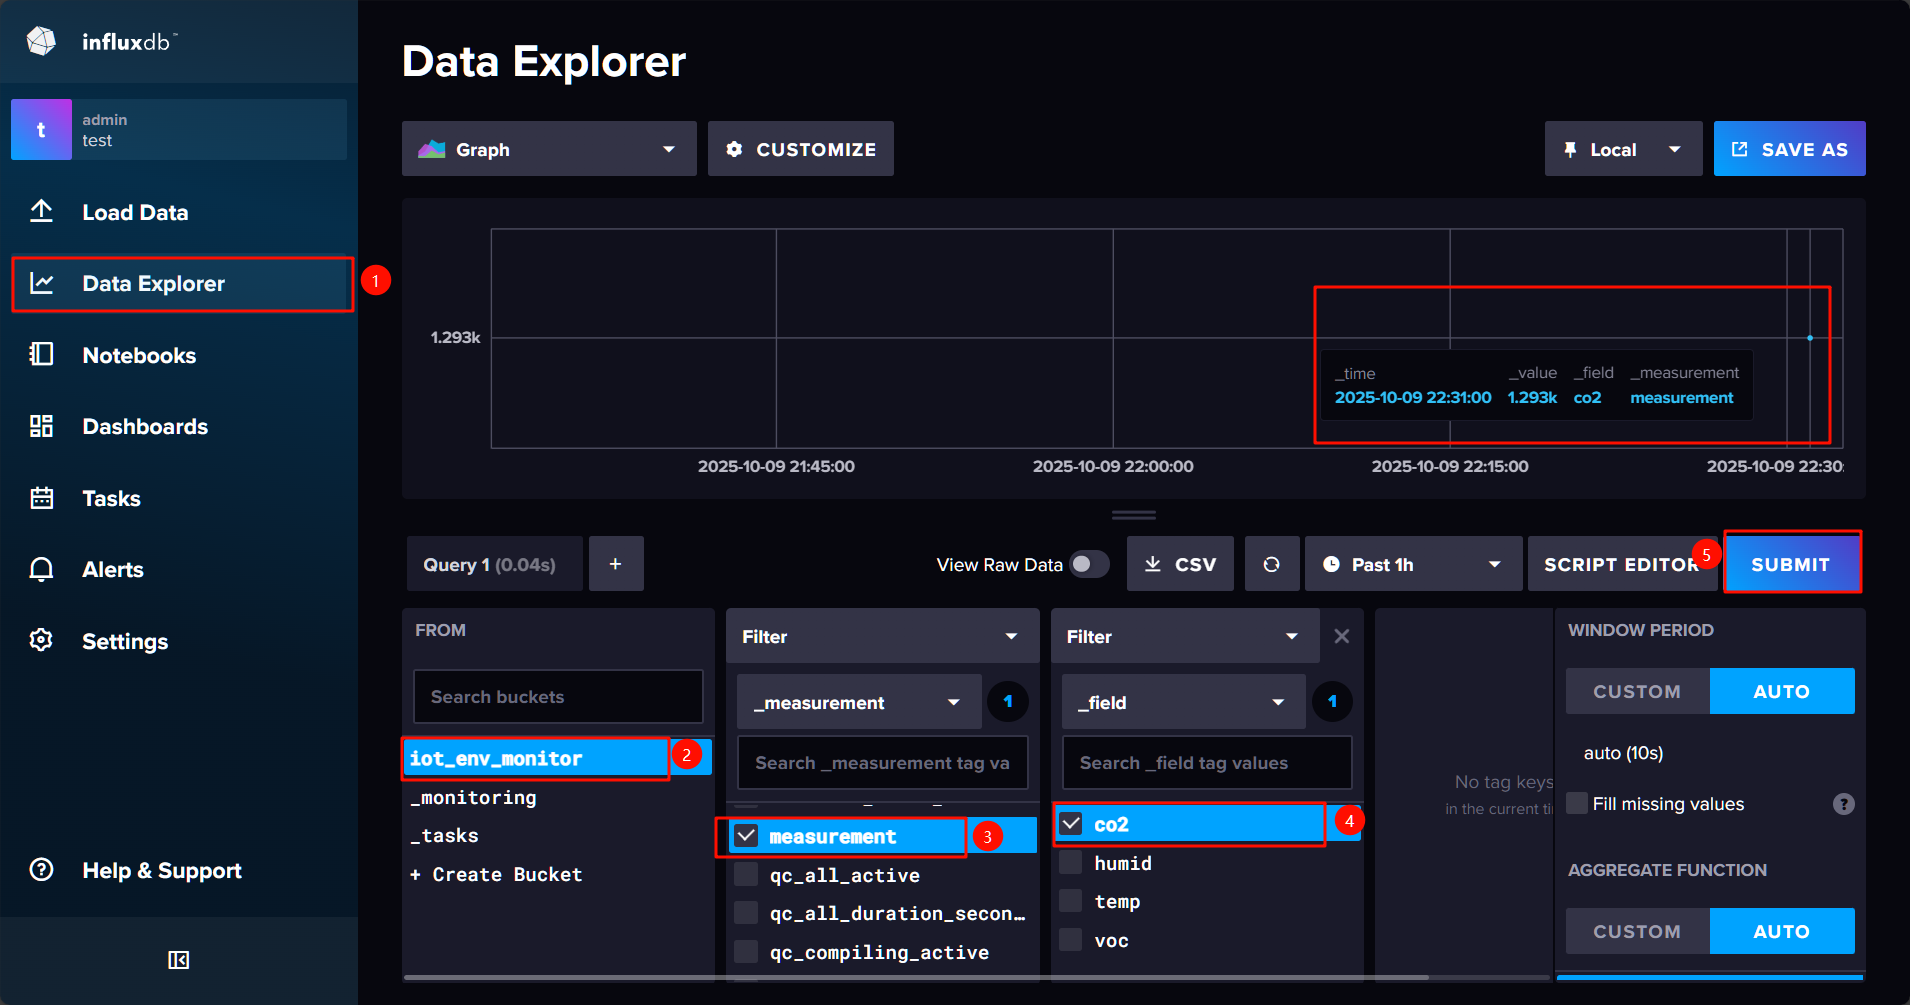 influxdb™
admin
test
Load Data
Data Explorer
1
Notebooks
Dashboards
Tasks
Alerts
Settings
Help & Support
Data Explorer
Graph
CUSTOMIZE
Local
SAVE AS
1.293k
_time _value _field _measurement
2025-10-09 22:31:00 1.293k co2 measurement
2025-10-09 21:45:00 2025-10-09 22:00:00 2025-10-09 22:15:00 2025-10-09 22:30:
Query 1 (0.04s)
+
View Raw Data
CSV
Past 1h
SCRIPT EDITOR
5
SUBMIT
FROM
Search buckets
iot_env_monitor
2
_monitoring
_tasks
+ Create Bucket
Filter
_measurement
1
Search _measurement tag va
measurement
3
qc_all_active
qc_all_duration_secon…
qc_compiling_active
Filter
_field
1
Search _field tag values
co2
4
humid
temp
voc
No tag keys
in the current ti
WINDOW PERIOD
CUSTOM
AUTO
auto (10s)
Fill missing values
?
AGGREGATE FUNCTION
CUSTOM
AUTO